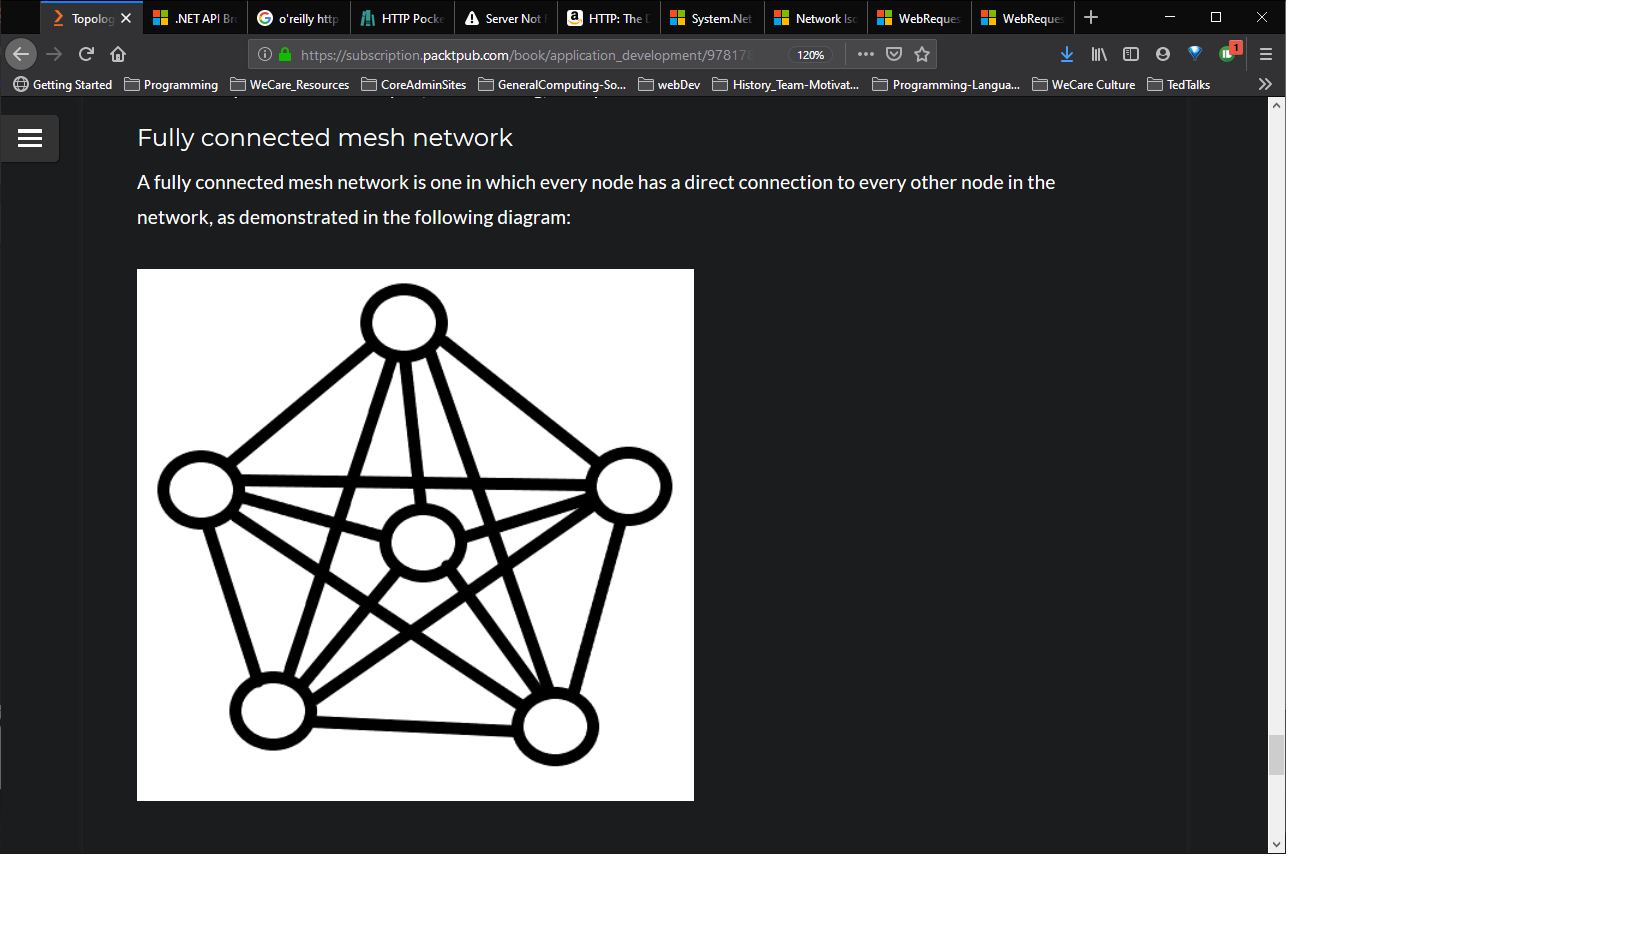 Topolog
.NET API Br
o'reilly http
HTTP Pocke
Server Not
HTTP: The D
System.Net
Network Iso
WebReques
WebReques
https://subscription.packtpub.com/book/application_development/97817
120%
1
Getting Started
Programming
WeCare_Resources
CoreAdminSites
GeneralComputing-So...
webDev
History_Team-Motivat...
Programming-Langua...
WeCare Culture
TedTalks
Fully connected mesh network
A fully connected mesh network is one in which every node has a direct connection to every other node in the
network, as demonstrated in the following diagram: